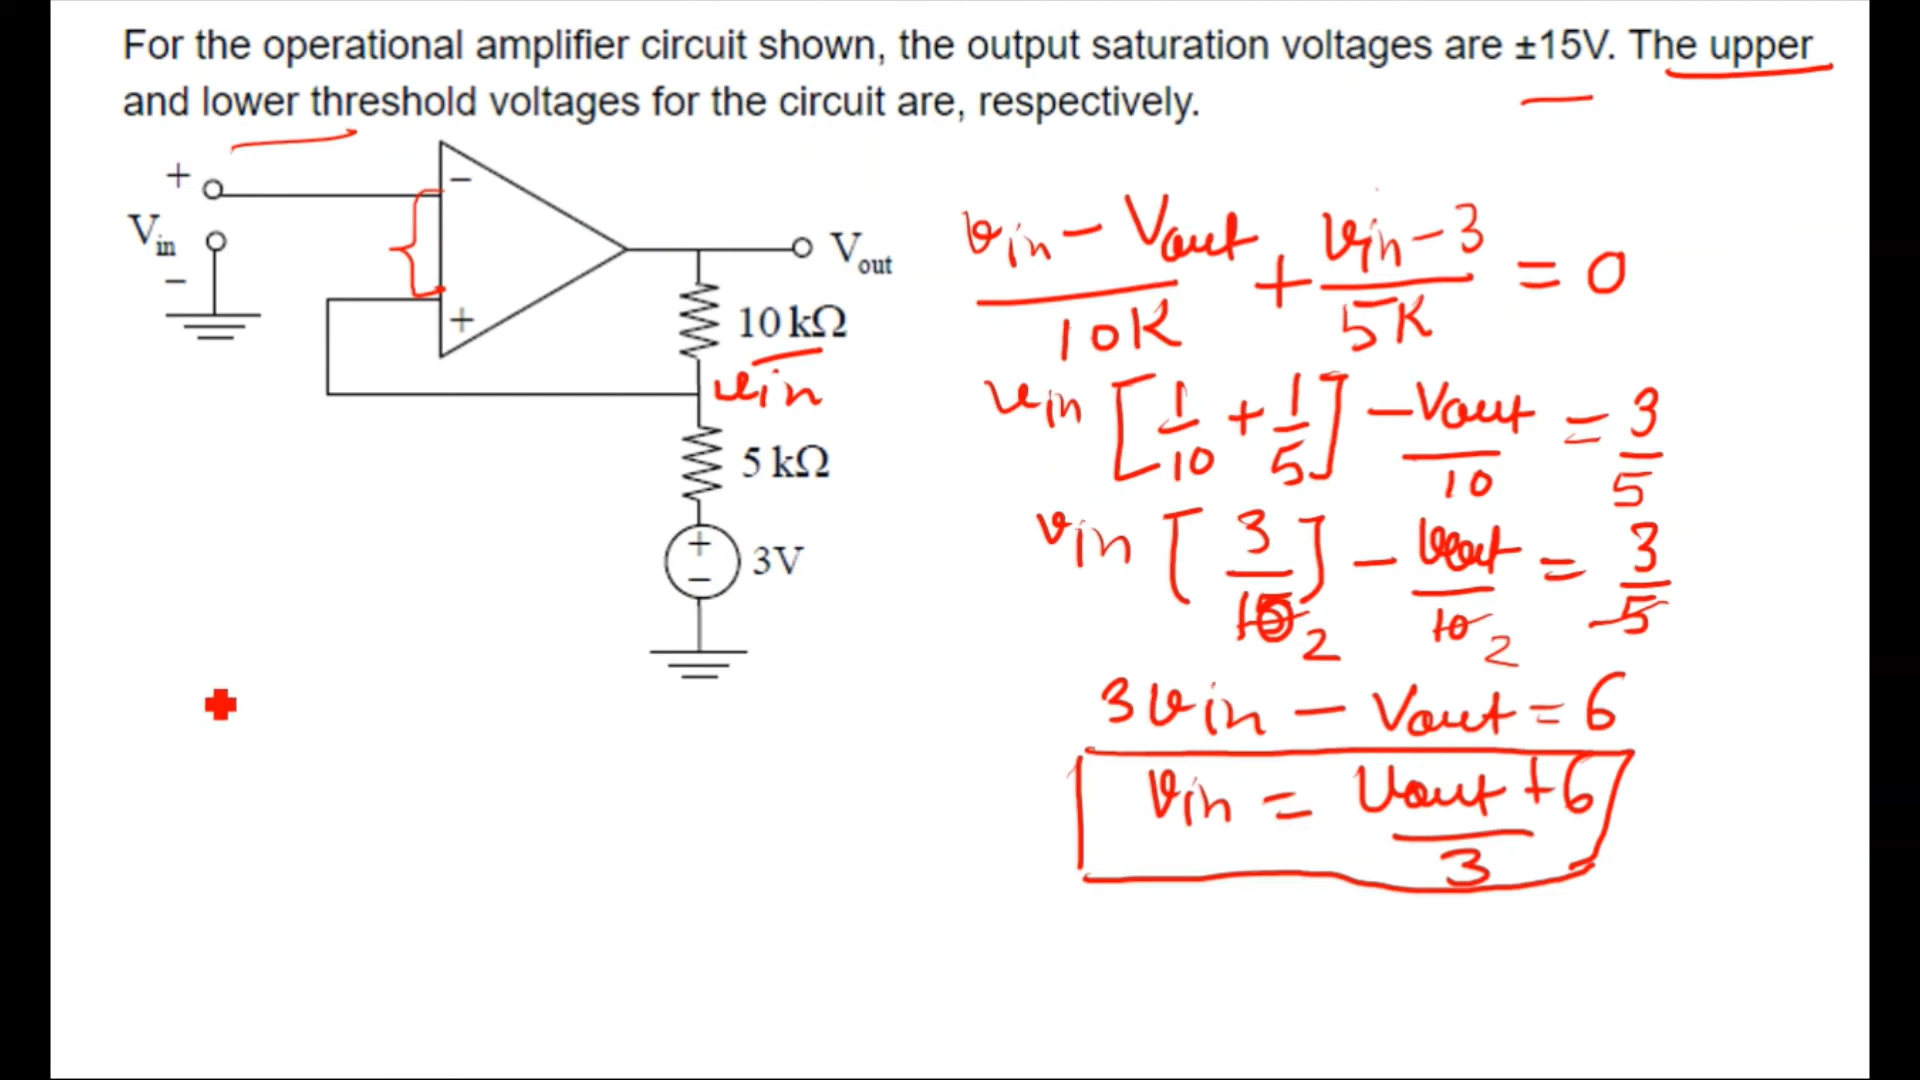 For the operational amplifier circuit shown, the output saturation voltages are ±15V. The upper
and lower threshold voltages for the circuit are, respectively.
+
−
Vin
−
+
Vout
10 kΩ
vin
5 kΩ
+
−
3V
vin − Vout / 10K + vin − 3 / 5K = 0
vin [1/10 + 1/5] − Vout/10 = 3/5
vin [3/10 2] − Vout/10 2 = 3/5
3vin − Vout = 6
vin = Vout + 6 / 3